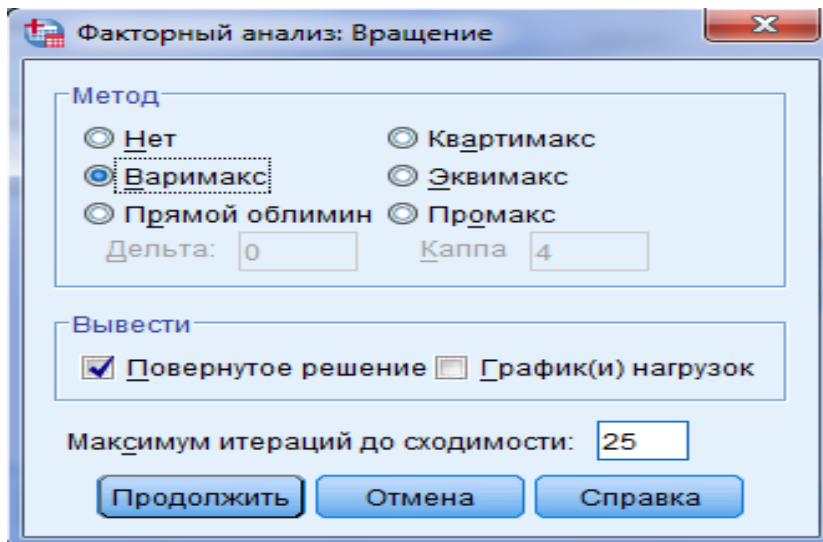 Факторный анализ: Вращение
Метод
Нет
Квартимакс
Варимакс
Эквимакс
Прямой облимин
Промакс
Дельта: 0
Каппа 4
Вывести
Повернутое решение
График(и) нагрузок
Максимум итераций до сходимости: 25
Продолжить
Отмена
Справка